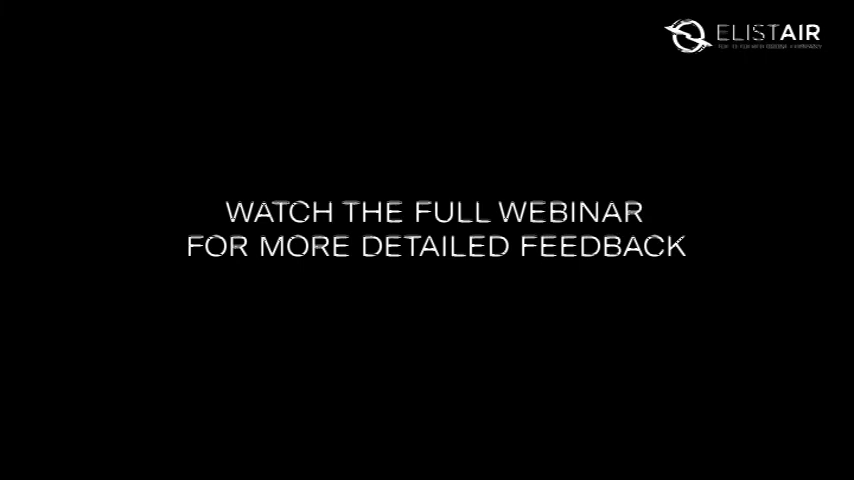 ELISTAIR
WATCH THE FULL WEBINAR
FOR MORE DETAILED FEEDBACK